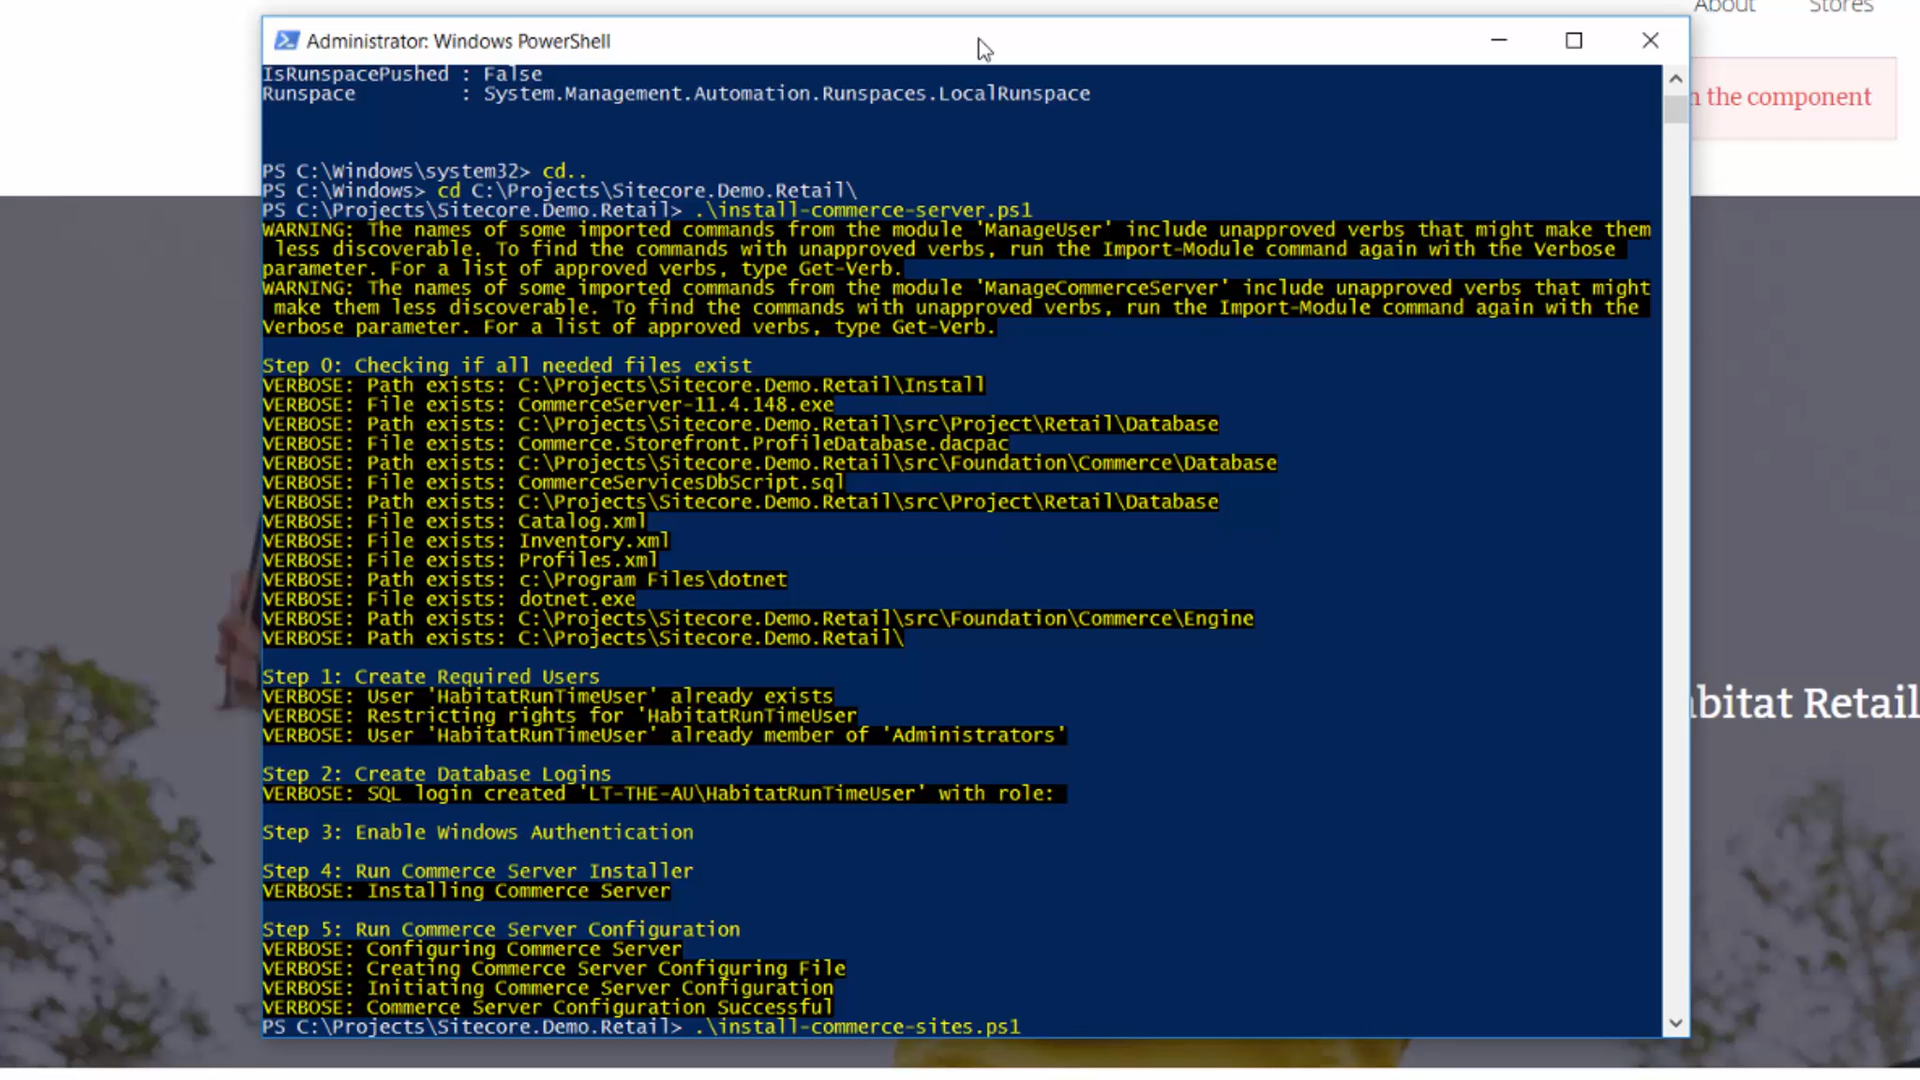 About Stores
Administrator: Windows PowerShell
IsRunspacePushed : False
Runspace : System.Management.Automation.Runspaces.LocalRunspace
the component
PS C:\Windows\system32> cd..
PS C:\Windows> cd C:\Projects\Sitecore.Demo.Retail\
PS C:\Projects\Sitecore.Demo.Retail> .\install-commerce-server.ps1
WARNING: The names of some imported commands from the module 'ManageUser' include unapproved verbs that might make them
less discoverable. To find the commands with unapproved verbs, run the Import-Module command again with the Verbose
parameter. For a list of approved verbs, type Get-Verb.
WARNING: The names of some imported commands from the module 'ManageCommerceServer' include unapproved verbs that might
make them less discoverable. To find the commands with unapproved verbs, run the Import-Module command again with the
Verbose parameter. For a list of approved verbs, type Get-Verb.
Step 0: Checking if all needed files exist
VERBOSE: Path exists: C:\Projects\Sitecore.Demo.Retail\Install
VERBOSE: File exists: CommerceServer-11.4.148.exe
VERBOSE: Path exists: C:\Projects\Sitecore.Demo.Retail\src\Project\Retail\Database
VERBOSE: File exists: Commerce.Storefront.ProfileDatabase.dacpac
VERBOSE: Path exists: C:\Projects\Sitecore.Demo.Retail\src\Foundation\Commerce\Database
VERBOSE: File exists: CommerceServicesDbScript.sql
VERBOSE: Path exists: C:\Projects\Sitecore.Demo.Retail\src\Project\Retail\Database
VERBOSE: File exists: Catalog.xml
VERBOSE: File exists: Inventory.xml
VERBOSE: File exists: Profiles.xml
VERBOSE: Path exists: c:\Program Files\dotnet
VERBOSE: File exists: dotnet.exe
VERBOSE: Path exists: C:\Projects\Sitecore.Demo.Retail\src\Foundation\Commerce\Engine
VERBOSE: Path exists: C:\Projects\Sitecore.Demo.Retail\
Step 1: Create Required Users
VERBOSE: User 'HabitatRunTimeUser' already exists
VERBOSE: Restricting rights for 'HabitatRunTimeUser
VERBOSE: User 'HabitatRunTimeUser' already member of 'Administrators'
bitat Retail
Step 2: Create Database Logins
VERBOSE: SQL login created 'LT-THE-AU\HabitatRunTimeUser' with role:
Step 3: Enable Windows Authentication
Step 4: Run Commerce Server Installer
VERBOSE: Installing Commerce Server
Step 5: Run Commerce Server Configuration
VERBOSE: Configuring Commerce Server
VERBOSE: Creating Commerce Server Configuring File
VERBOSE: Initiating Commerce Server Configuration
VERBOSE: Commerce Server Configuration Successful
PS C:\Projects\Sitecore.Demo.Retail> .\install-commerce-sites.ps1